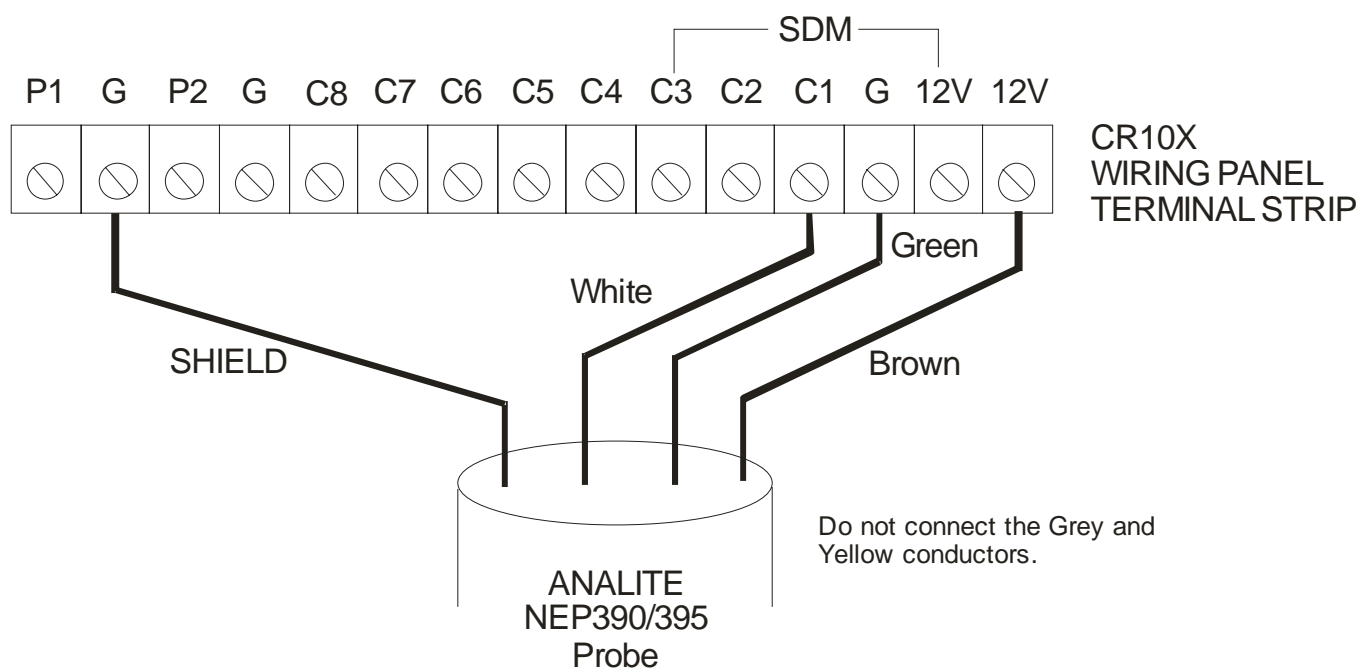 SDM
P1 G P2 G C8 C7 C6 C5 C4 C3 C2 C1 G 12V 12V
CR10X
WIRING PANEL
TERMINAL STRIP
Green
White
SHIELD
Brown
Do not connect the Grey and
Yellow conductors.
ANALITE
NEP390/395
Probe